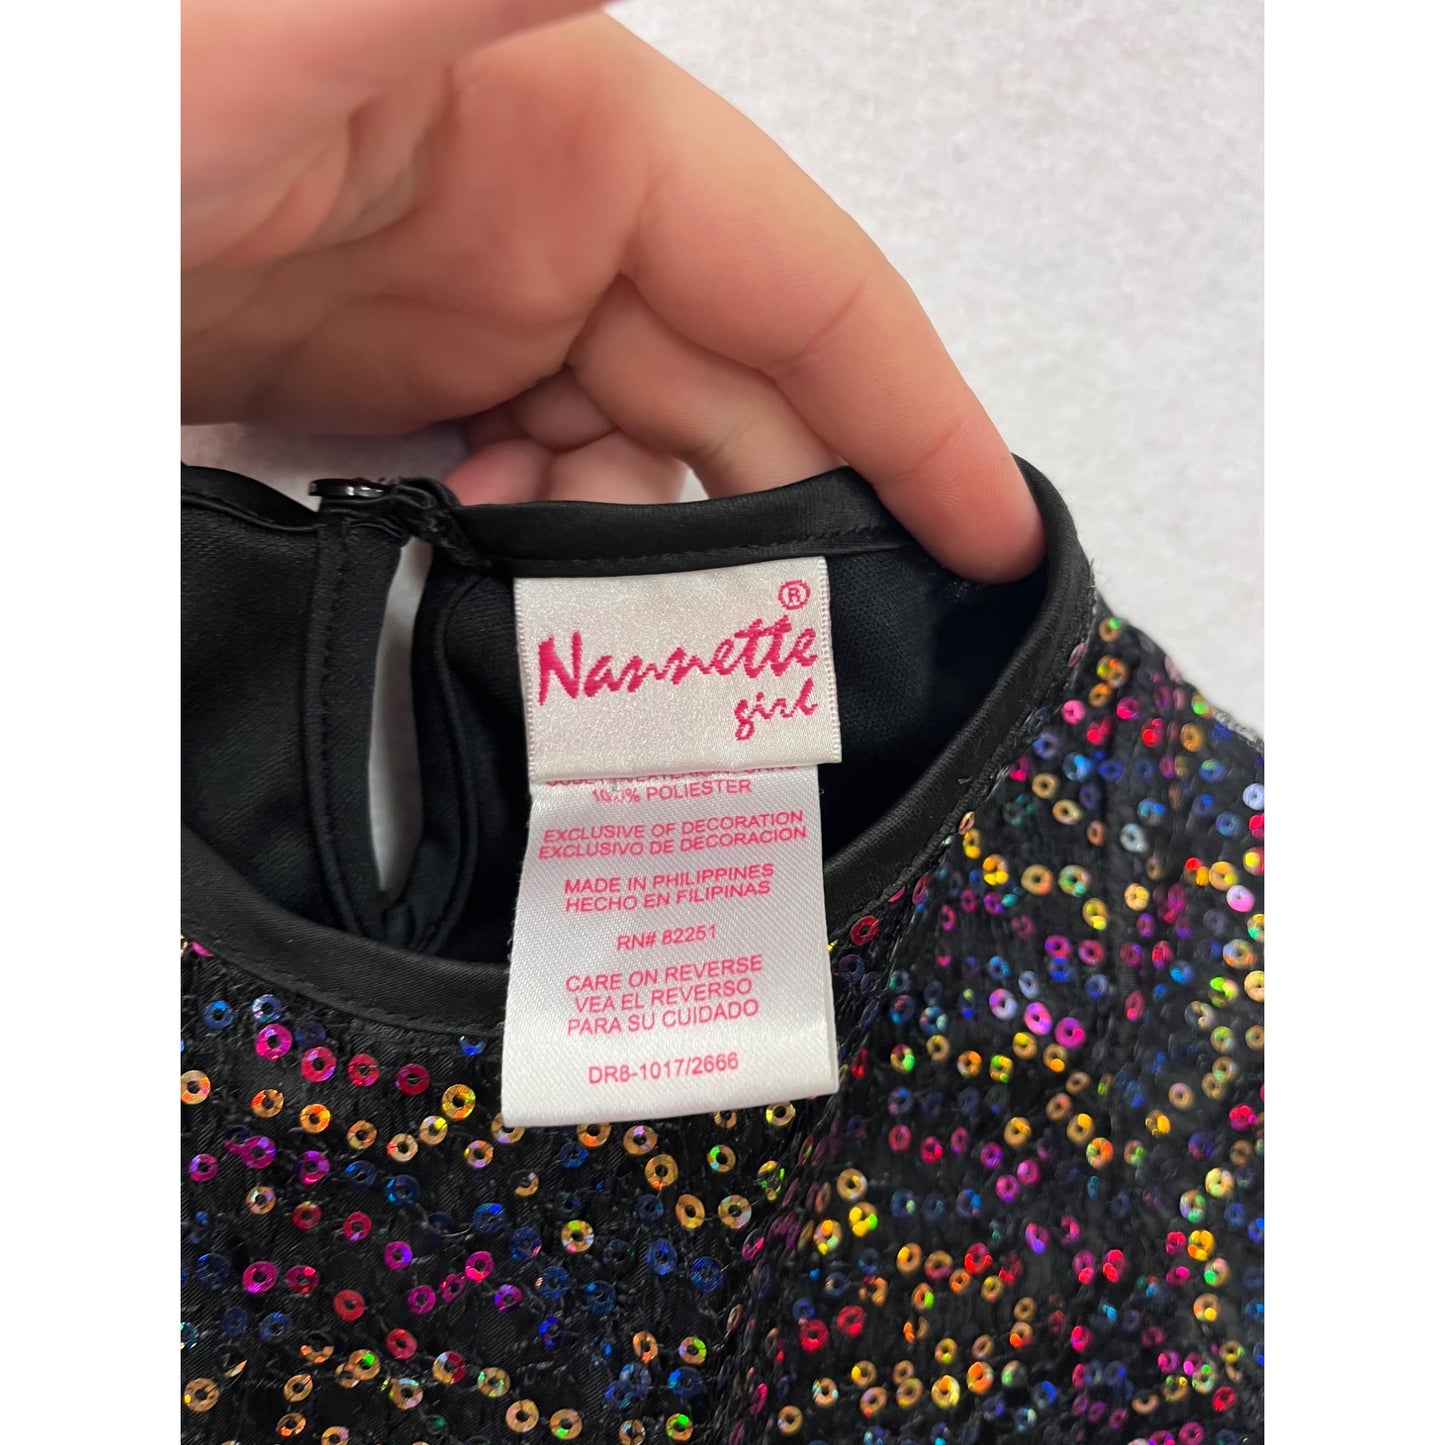 ®
Nannette
girl
100% POLIESTER
EXCLUSIVE OF DECORATION
EXCLUSIVO DE DECORACION
MADE IN PHILIPPINES
HECHO EN FILIPINAS
RN# 82251
CARE ON REVERSE
VEA EL REVERSO
PARA SU CUIDADO
DR8-1017/2666